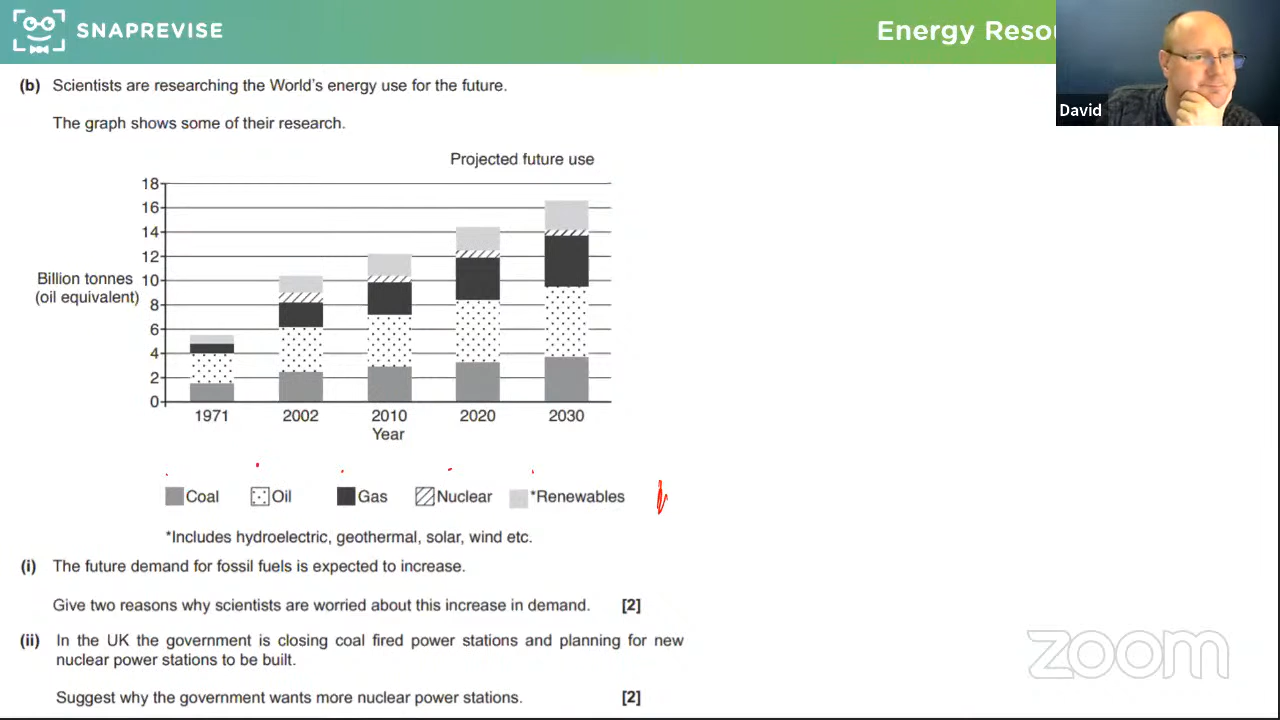 SNAPREVISE
Energy Resou
David
(b) Scientists are researching the World's energy use for the future.
The graph shows some of their research.
Projected future use
18
16
14
12
10
8
6
4
2
0
Billion tonnes
(oil equivalent)
1971 2002 2010 2020 2030
Year
Coal Oil Gas Nuclear *Renewables
*Includes hydroelectric, geothermal, solar, wind etc.
(i) The future demand for fossil fuels is expected to increase.
Give two reasons why scientists are worried about this increase in demand. [2]
(ii) In the UK the government is closing coal fired power stations and planning for new
nuclear power stations to be built.
Suggest why the government wants more nuclear power stations. [2]
zoom